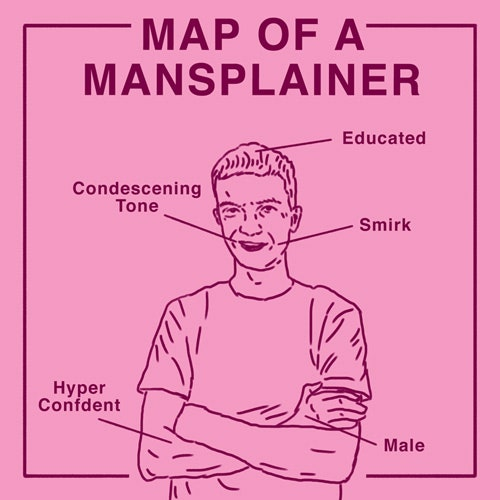 MAP OF A
MANSPLAINER
Educated
Condescening
Tone
Smirk
Hyper
Confdent
Male